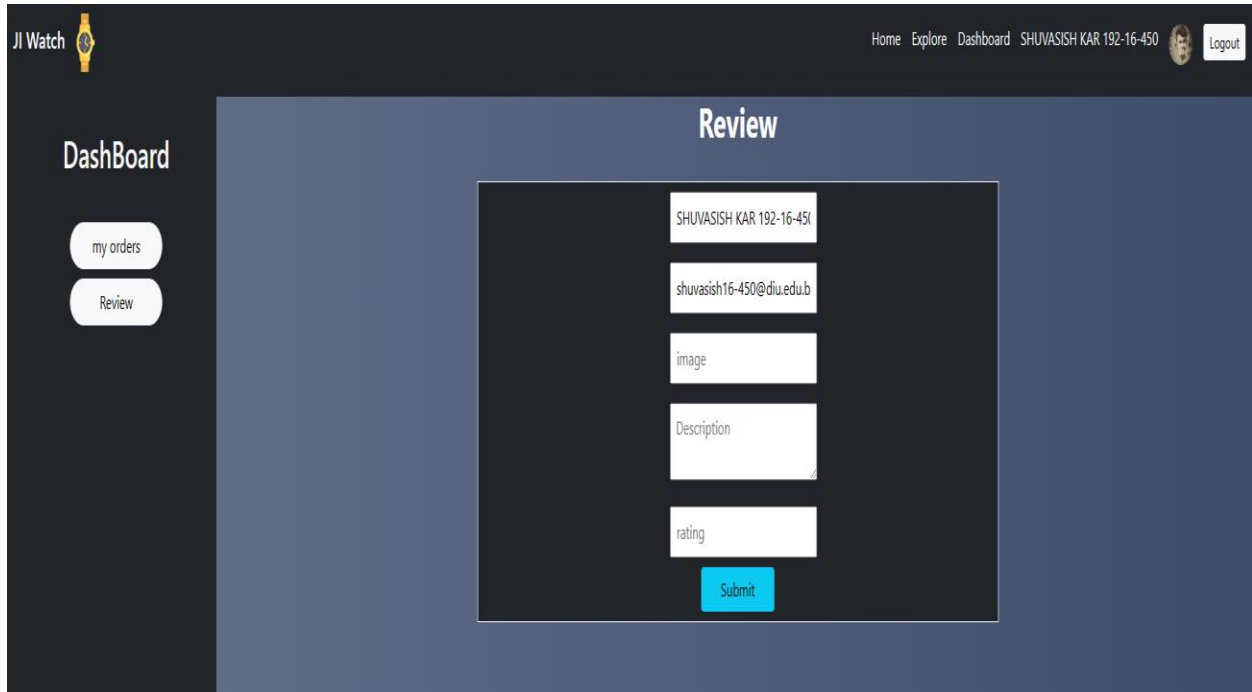 JI Watch
Home Explore Dashboard SHUVASISH KAR 192-16-450 Logout
DashBoard
my orders
Review
Review
SHUVASISH KAR 192-16-450
shuvasish16-450@diu.edu.b
image
Description
rating
Submit